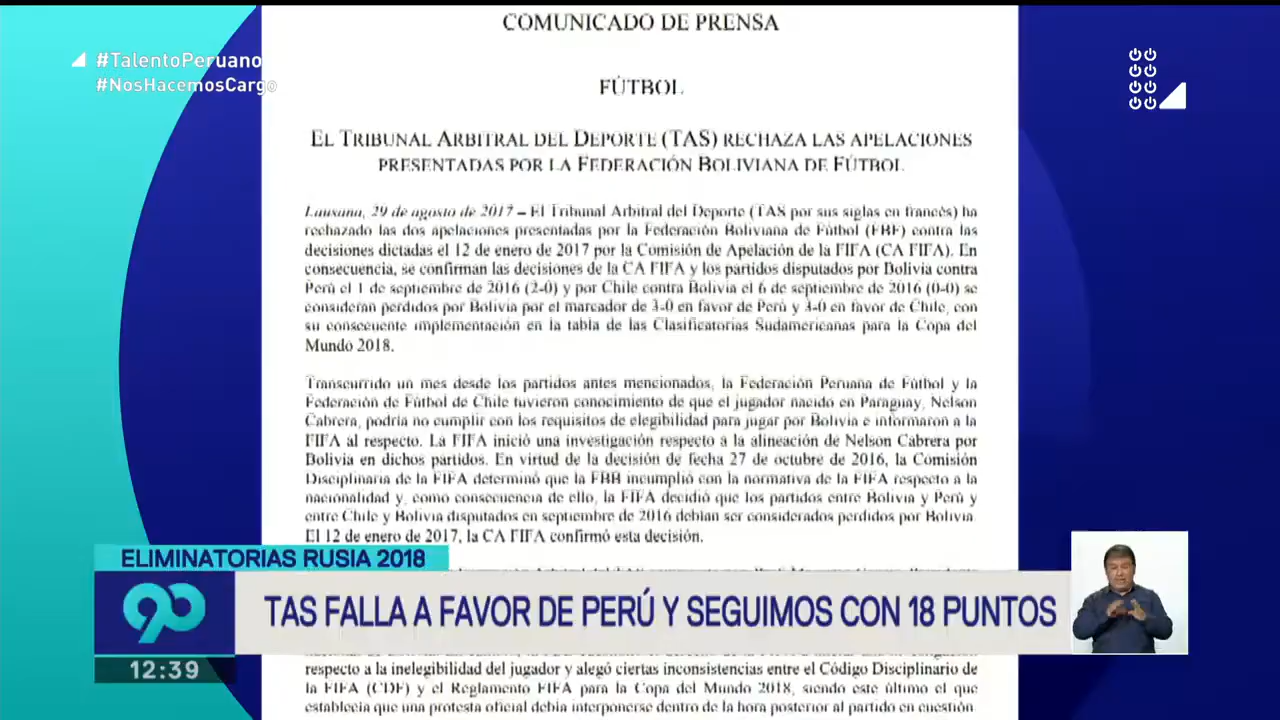 COMUNICADO DE PRENSA
#TalentoPeruano
#NosHacemosCargo
FÚTBOL
EL TRIBUNAL ARBITRAL DEL DEPORTE (TAS) RECHAZA LAS APELACIONES
PRESENTADAS POR LA FEDERACIÓN BOLIVIANA DE FÚTBOL
Lausana, 29 de agosto de 2017 – El Tribunal Arbitral del Deporte (TAS por sus siglas en francés) ha
rechazado las dos apelaciones presentadas por la Federación Boliviana de Fútbol (FBF) contra las
decisiones dictadas el 12 de enero de 2017 por la Comisión de Apelación de la FIFA (CA FIFA). En
consecuencia, se confirman las decisiones de la CA FIFA y los partidos disputados por Bolivia contra
Perú el 1 de septiembre de 2016 (2-0) y por Chile contra Bolivia el 6 de septiembre de 2016 (0-0) se
consideran perdidos por Bolivia por el marcador de 3-0 en favor de Perú y 3-0 en favor de Chile, con
su consecuente implementación en la tabla de las Clasificatorias Sudamericanas para la Copa del
Mundo 2018.
Transcurrido un mes desde los partidos antes mencionados, la Federación Peruana de Fútbol y la
Federación de Fútbol de Chile tuvieron conocimiento de que el jugador nacido en Paraguay, Nelson
Cabrera, podría no cumplir con los requisitos de elegibilidad para jugar por Bolivia e informaron a la
FIFA al respecto. La FIFA inició una investigación respecto a la alineación de Nelson Cabrera por
Bolivia en dichos partidos. En virtud de la decisión de fecha 27 de octubre de 2016, la Comisión
Disciplinaria de la FIFA determinó que la FBB incumplió con la normativa de la FIFA respecto a la
nacionalidad y, como consecuencia de ello, la FIFA decidió que los partidos entre Bolivia y Perú y
entre Chile y Bolivia disputados en septiembre de 2016 debían ser considerados perdidos por Bolivia.
El 12 de enero de 2017, la CA FIFA confirmó esta decisión.
ELIMINATORIAS RUSIA 2018
90
TAS FALLA A FAVOR DE PERÚ Y SEGUIMOS CON 18 PUNTOS
12:39
respecto a la inelegibilidad del jugador y alegó ciertas inconsistencias entre el Código Disciplinario de
la FIFA (CDF) y el Reglamento FIFA para la Copa del Mundo 2018, siendo este último el que
establecía que una protesta oficial debía interponerse dentro de la hora posterior al partido en cuestión